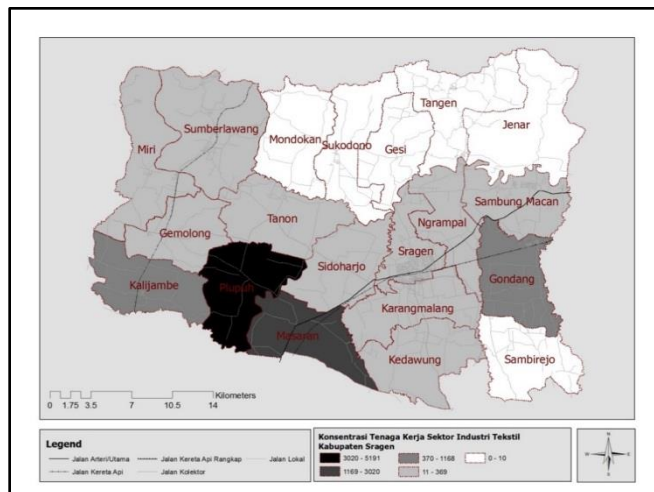 Tangen
Jenar
Sumberlawang
Mondokan
Sukodono
Gesi
Miri
Sambung Macan
Tanon
Ngrampal
Gemolong
Sragen
Sidoharjo
Kalijambe
Plupuh
Gondang
Karangmalang
Masaran
Kedawung
Sambirejo
Kilometers
0 1.75 3.5 7 10.5 14
Legend
Jalan Arteri/Utama
Jalan Kereta Api Rangkap
Jalan Lokal
Jalan Kereta Api
Jalan Kolektor
Konsentrasi Tenaga Kerja Sektor Industri Tekstil
Kabupaten Sragen
3020 - 5191
370 - 1168
0 - 10
1169 - 3020
11 - 369